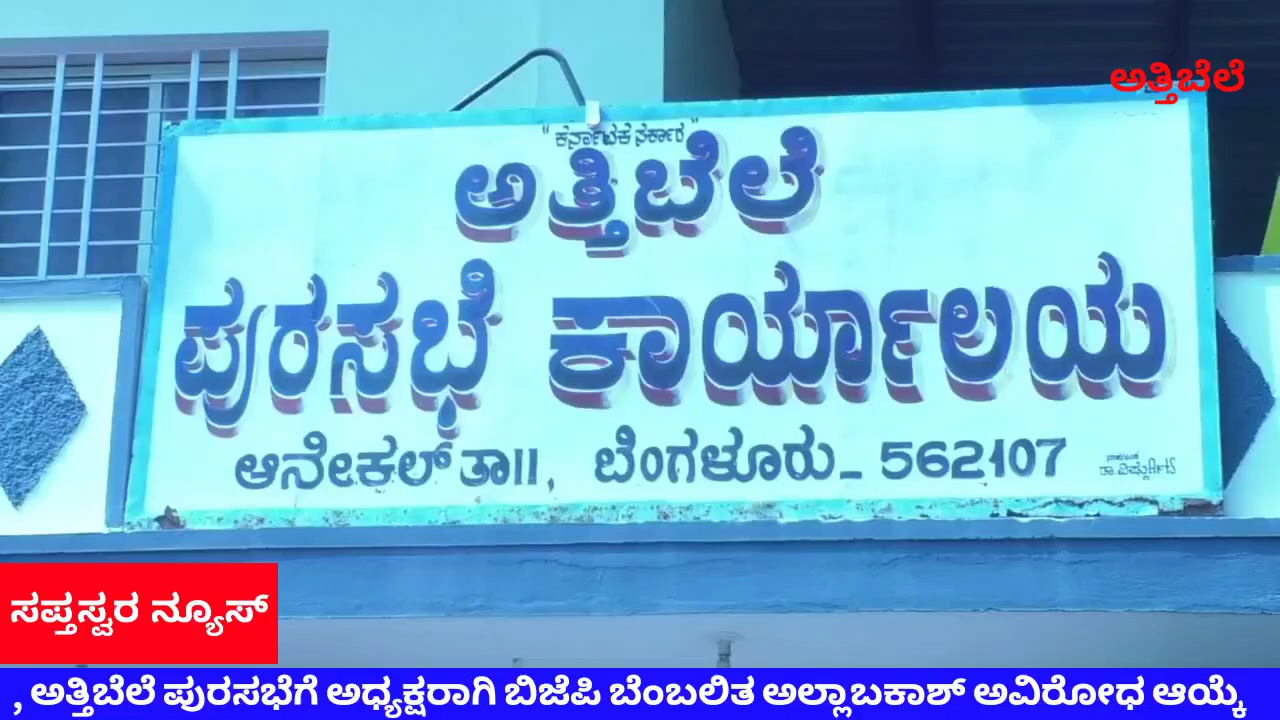 ಅತ್ತಿಬೆಲೆ
"ಕರ್ನಾಟಕ ಸರ್ಕಾರ"
ಅತ್ತಿಬೆಲೆ
ಪುರಸಭೆ ಕಾರ್ಯಾಲಯ
ಆನೇಕಲ್ ತಾ॥, ಬೆಂಗಳೂರು_ 562107
ಸಪ್ತಸ್ವರ ನ್ಯೂಸ್
, ಅತ್ತಿಬೆಲೆ ಪುರಸಭೆಗೆ ಅಧ್ಯಕ್ಷರಾಗಿ ಬಿಜೆಪಿ ಬೆಂಬಲಿತ ಅಲ್ಲಾಬಕಾಶ್ ಅವಿರೋಧ ಆಯ್ಕೆ